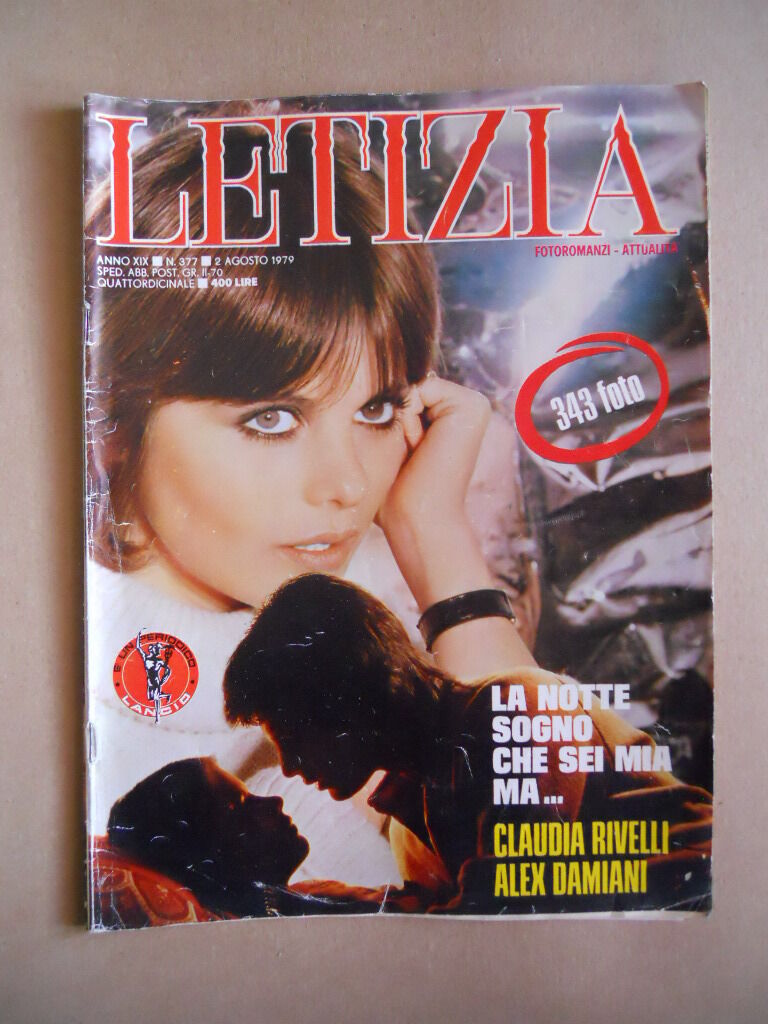 LETIZIA
FOTOROMANZI - ATTUALITÀ
ANNO XIX ■ N. 377 ■ 2 AGOSTO 1979
SPED. ABB. POST. GR. II-70
QUATTORDICINALE ■ 400 LIRE
343 foto
È UN PERIODICO
LANCIO
LA NOTTE
SOGNO
CHE SEI MIA
MA...
CLAUDIA RIVELLI
ALEX DAMIANI